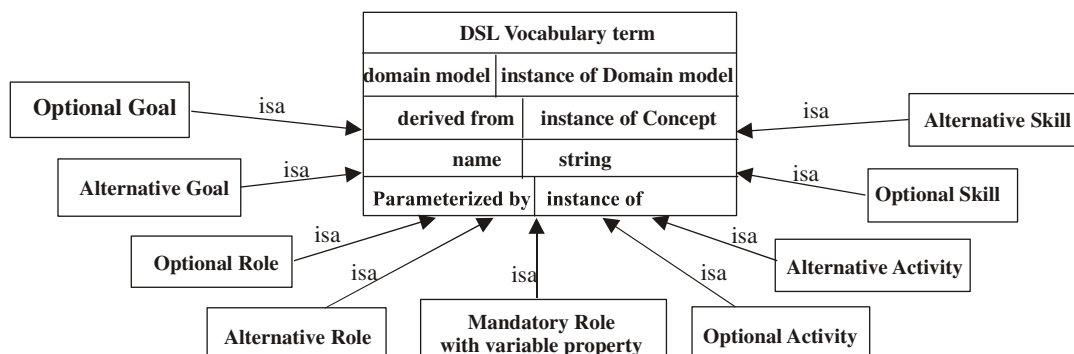 DSL Vocabulary term
domain model instance of Domain model
derived from instance of Concept
name string
Parameterized by instance of
Optional Goal
isa
Alternative Goal
isa
Optional Role
isa
Alternative Role
isa
Mandatory Role
with variable property
isa
Optional Activity
isa
Alternative Activity
isa
Optional Skill
isa
Alternative Skill
isa